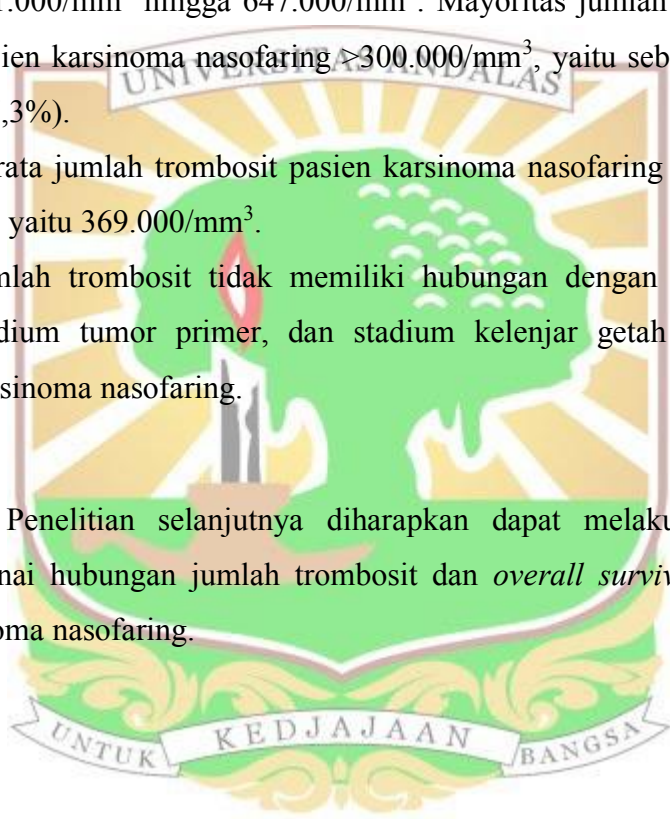 .000/mm³ hingga 647.000/mm³. Mayoritas jumlah
ien karsinoma nasofaring >300.000/mm³, yaitu seb
,3%).
rata jumlah trombosit pasien karsinoma nasofaring
yaitu 369.000/mm³.
mlah trombosit tidak memiliki hubungan dengan
dium tumor primer, dan stadium kelenjar getah
sinoma nasofaring.
Penelitian selanjutnya diharapkan dapat melaku
nai hubungan jumlah trombosit dan overall surviv
oma nasofaring.
UNIVERSITAS ANDALAS
UNTUK KEDJAJAAN BANGSA